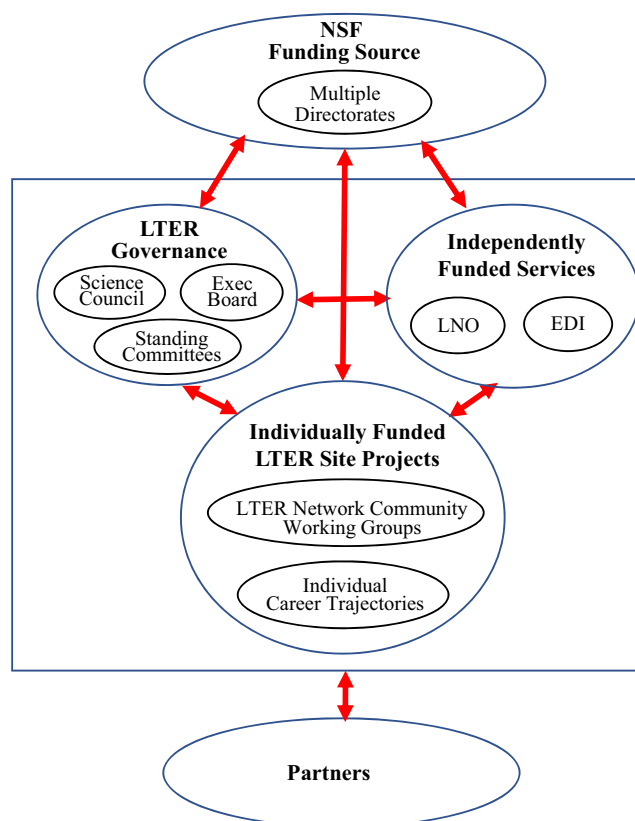 NSF
Funding Source
Multiple
Directorates
LTER
Governance
Science
Council
Exec
Board
Standing
Committees
Independently
Funded Services
LNO
EDI
Individually Funded
LTER Site Projects
LTER Network Community
Working Groups
Individual
Career Trajectories
Partners